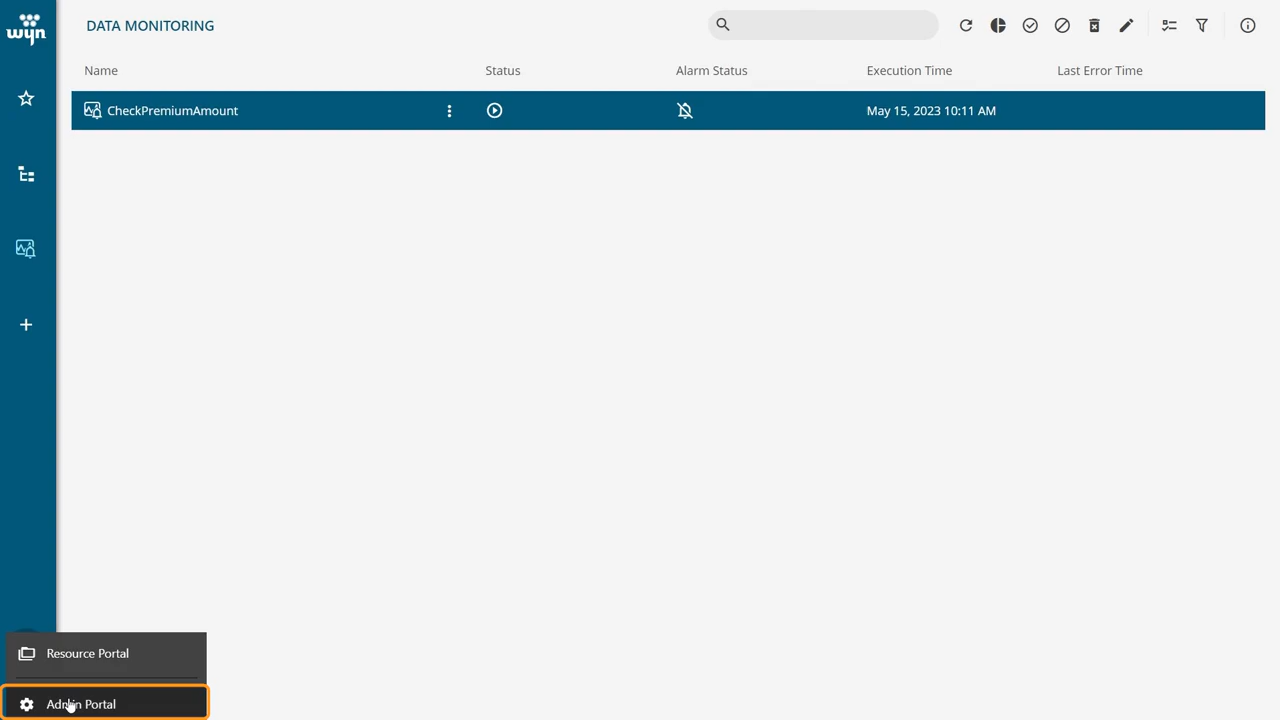 wyn
DATA MONITORING
Name Status Alarm Status Execution Time Last Error Time
CheckPremiumAmount May 15, 2023 10:11 AM
Resource Portal
Admin Portal